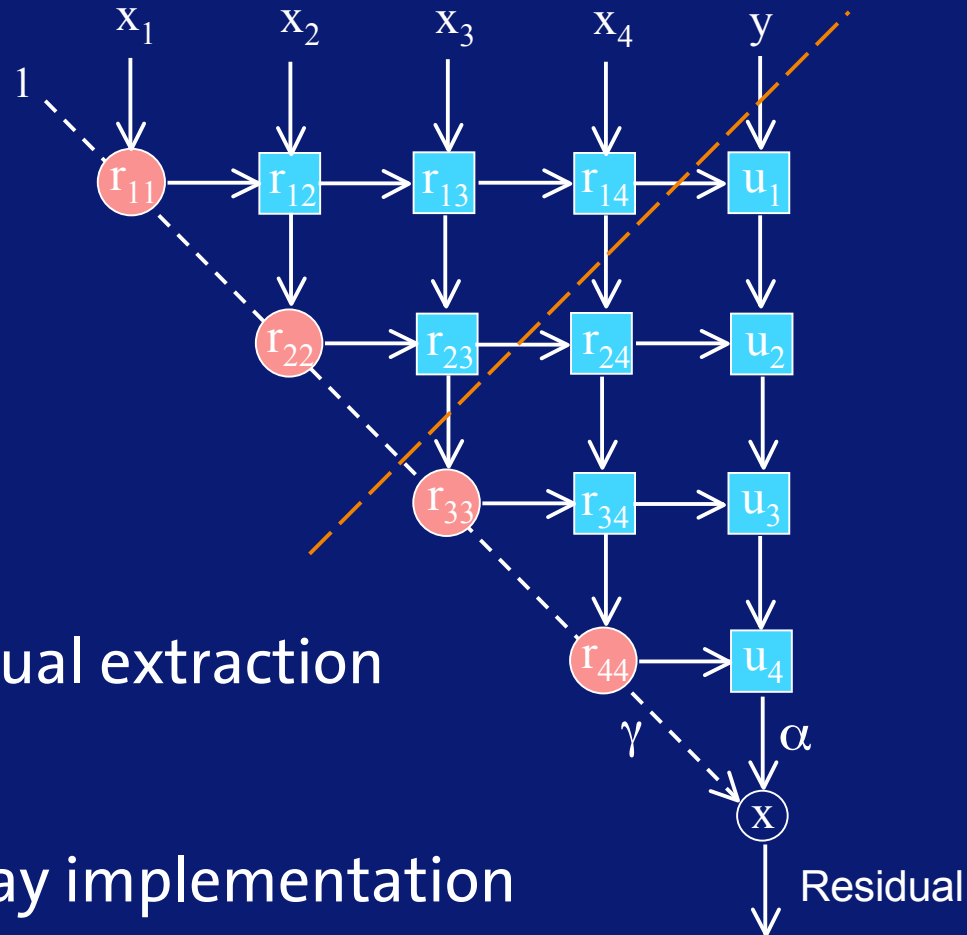 x₁ x₂ x₃ x₄ y
1
r₁₁ r₁₂ r₁₃ r₁₄ u₁
r₂₂ r₂₃ r₂₄ u₂
r₃₃ r₃₄ u₃
r₄₄ u₄
ual extraction
γ α
x
ay implementation
Residual